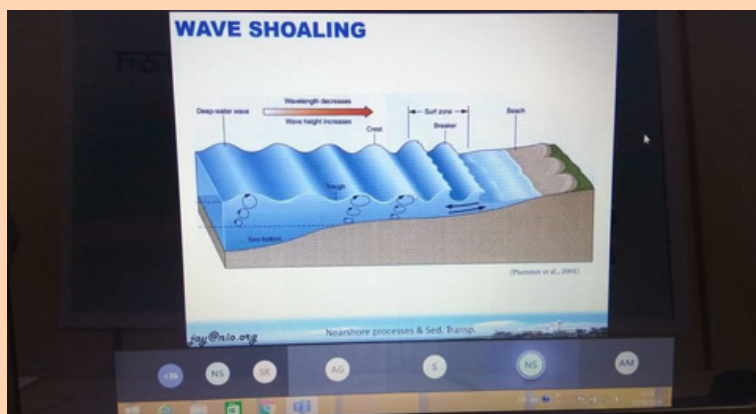 WAVE SHOALING
Wavelength decreases
Deep-water wave
Wave height increases
Surf zone
Beach
Crest
Breaker
Trough
Sea bottom
(Plummer et al., 2001)
jay@nio.org
Nearshore processes & Sed. Transp.
+36 NS SK AG S NS AM